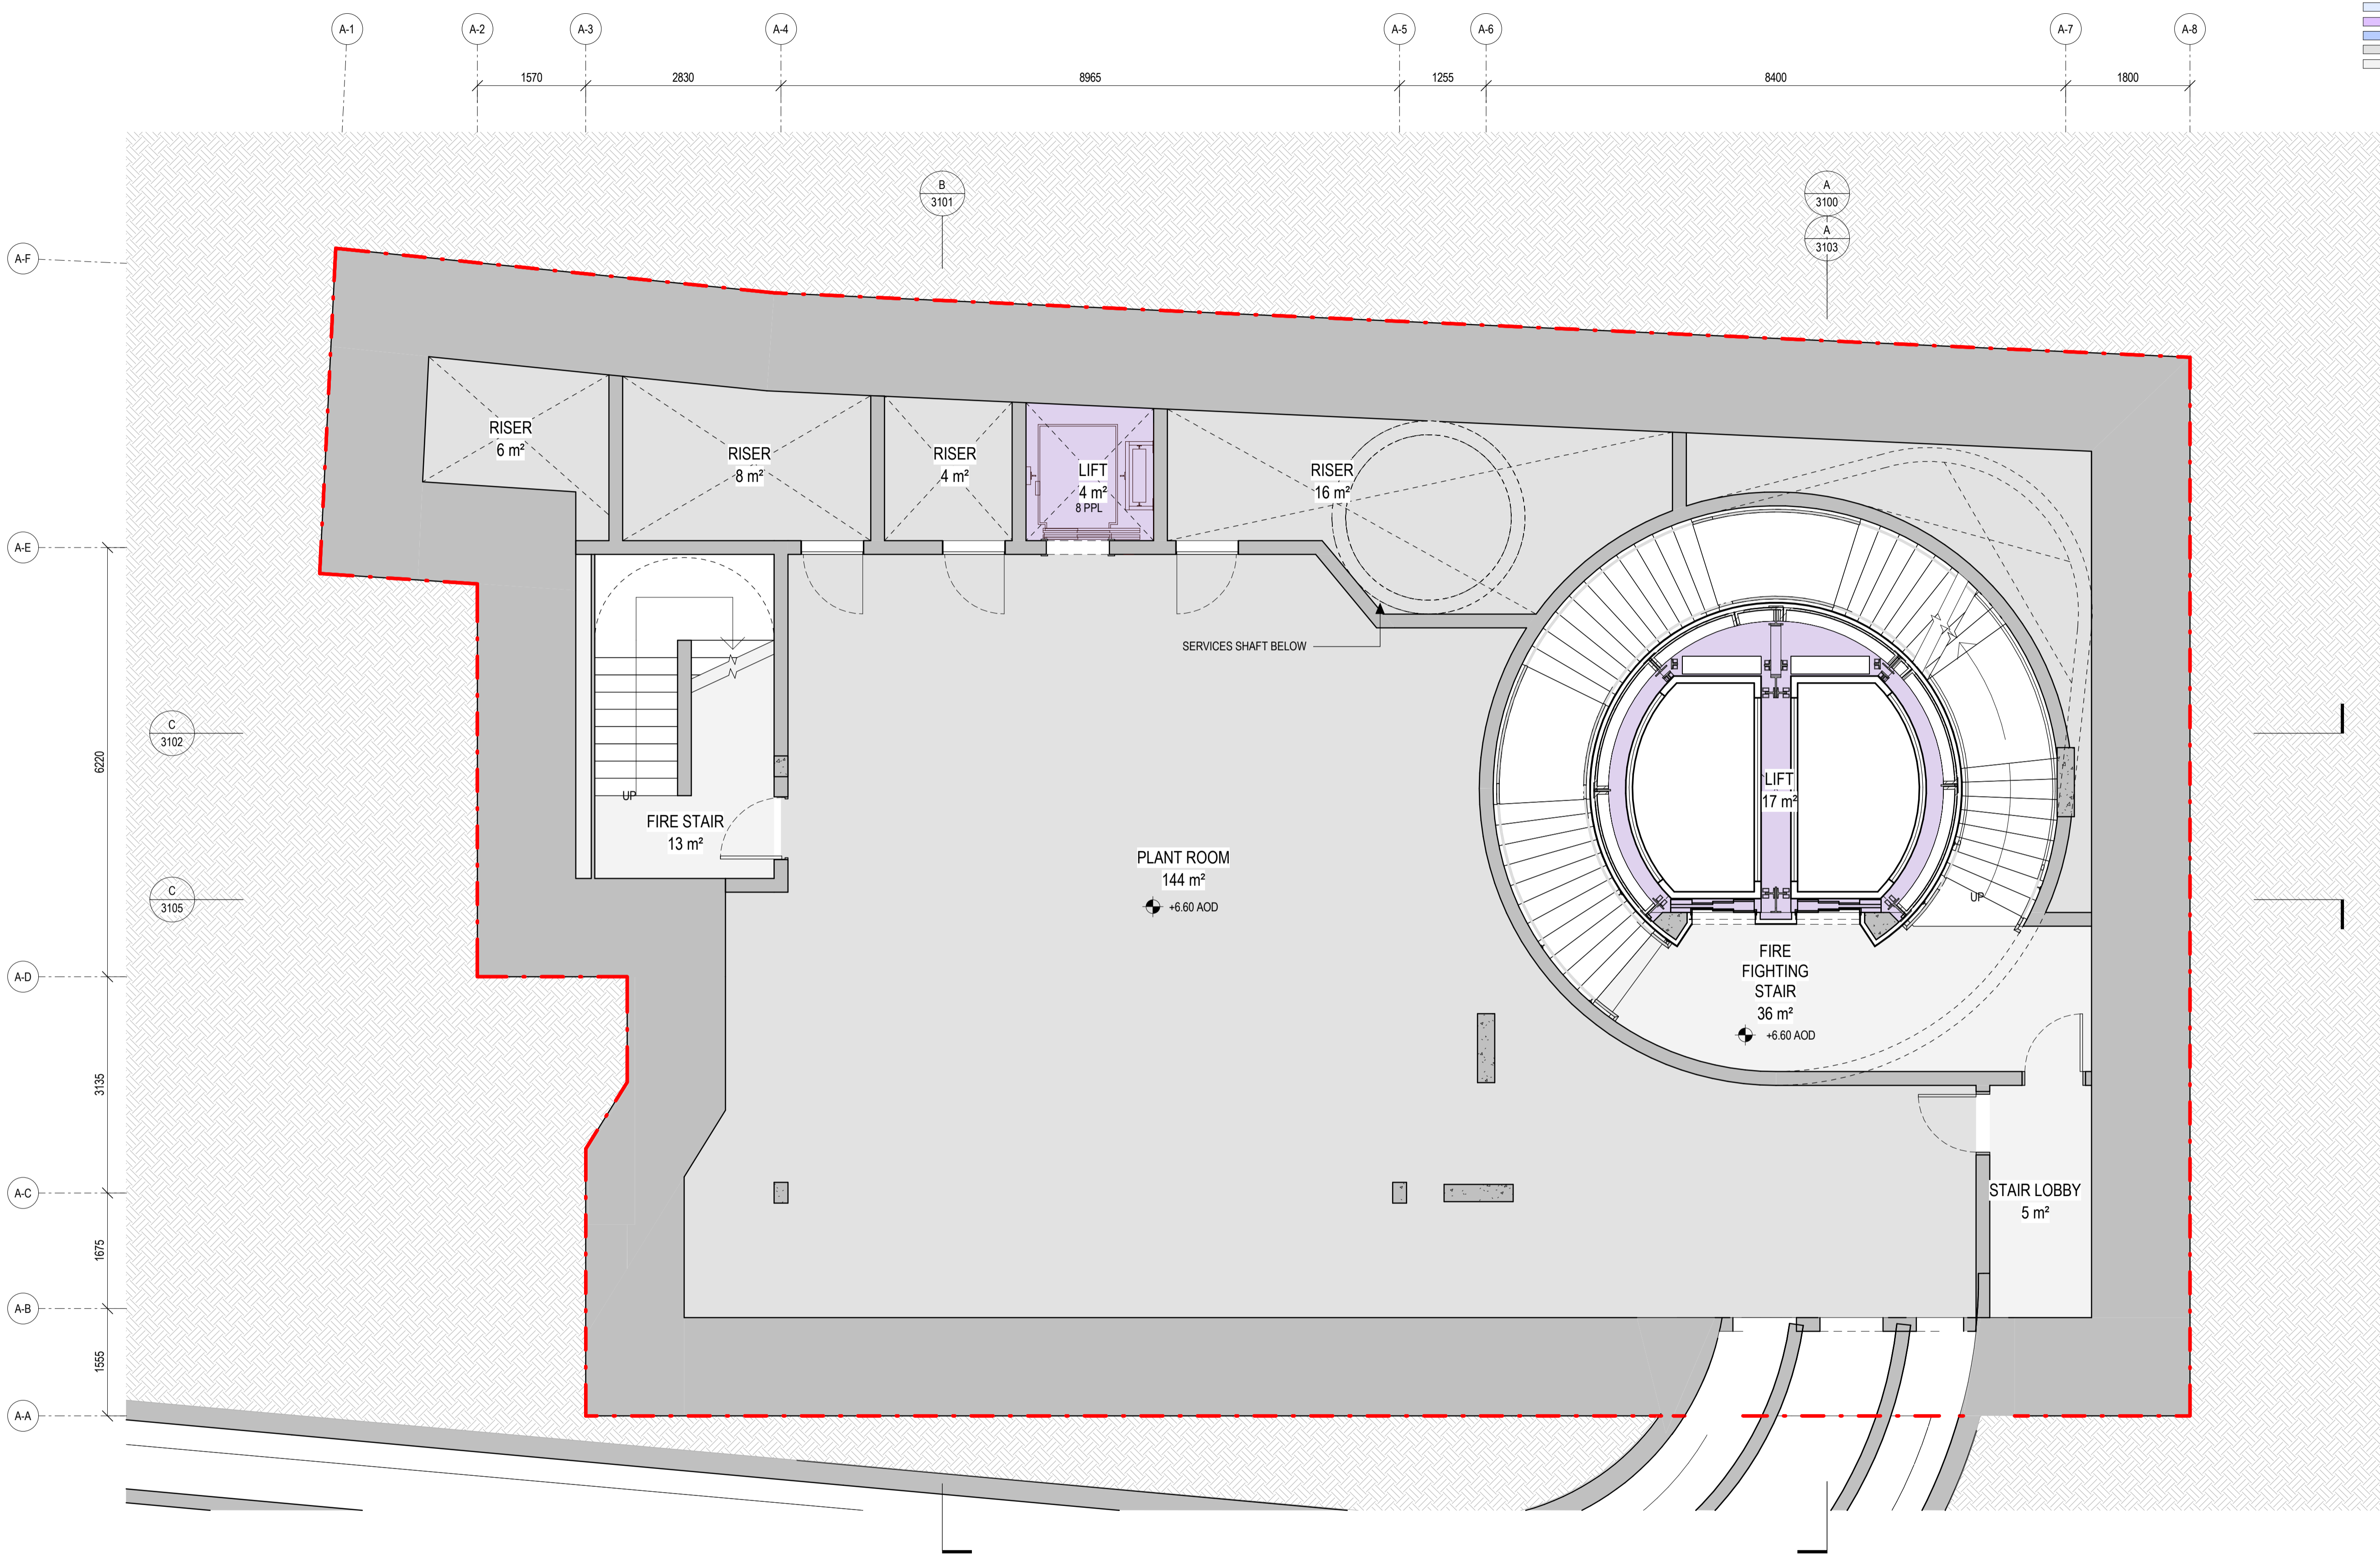 A-1
A-2
A-3
A-4
A-5
A-6
A-7
A-8
1570
2830
8965
1255
8400
1800
B
3101
A
3100
A
3103
A-F
RISER
6 m²
RISER
8 m²
RISER
4 m²
LIFT
4 m²
8 PPL
RISER
16 m²
A-E
SERVICES SHAFT BELOW
C
3102
6220
UP
FIRE STAIR
13 m²
LIFT
17 m²
PLANT ROOM
144 m²
+6.60 AOD
C
3105
UP
FIRE
FIGHTING
STAIR
36 m²
+6.60 AOD
A-D
3135
A-C
STAIR LOBBY
5 m²
1675
A-B
1555
A-A